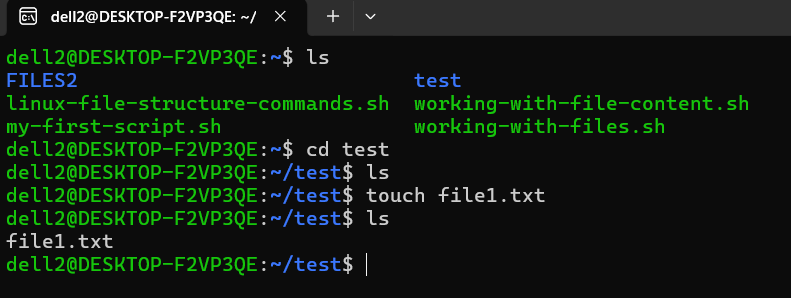 dell2@DESKTOP-F2VP3QE: ~/
dell2@DESKTOP-F2VP3QE:~$ ls
FILES2 test
linux-file-structure-commands.sh working-with-file-content.sh
my-first-script.sh working-with-files.sh
dell2@DESKTOP-F2VP3QE:~$ cd test
dell2@DESKTOP-F2VP3QE:~/test$ ls
dell2@DESKTOP-F2VP3QE:~/test$ touch file1.txt
dell2@DESKTOP-F2VP3QE:~/test$ ls
file1.txt
dell2@DESKTOP-F2VP3QE:~/test$